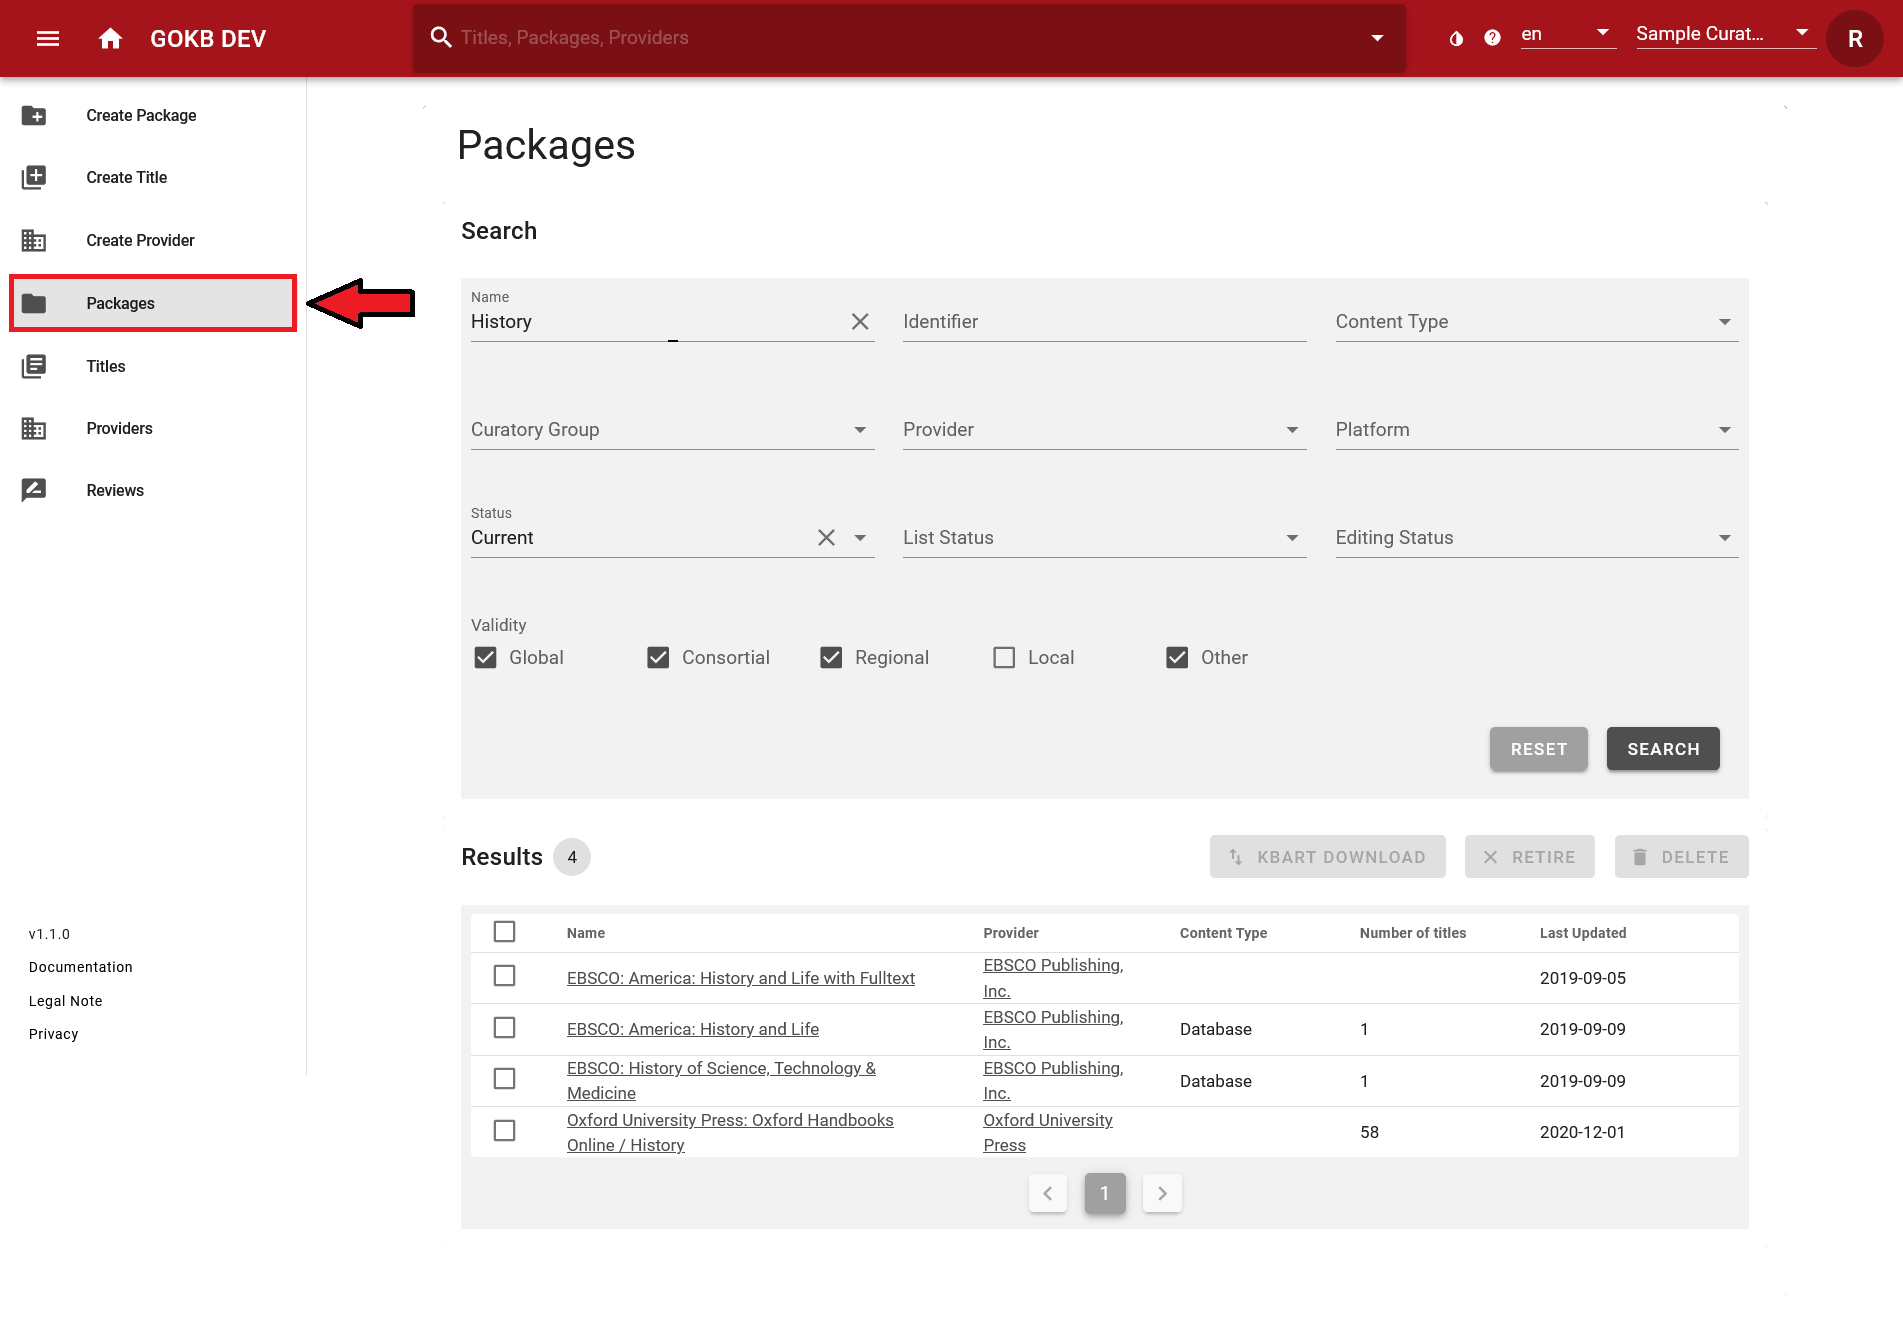 GOKB DEV
Titles, Packages, Providers
en
Sample Curat...
R
Create Package
Create Title
Create Provider
Packages
Titles
Providers
Reviews
v1.1.0
Documentation
Legal Note
Privacy
Packages
Search
Name
History
Identifier
Content Type
Curatory Group
Provider
Platform
Status
Current
List Status
Editing Status
Validity
Global
Consortial
Regional
Local
Other
RESET
SEARCH
Results
4
KBART DOWNLOAD
RETIRE
DELETE
Name Provider Content Type Number of titles Last Updated
EBSCO: America: History and Life with Fulltext
EBSCO Publishing,
Inc.
2019-09-05
EBSCO: America: History and Life
EBSCO Publishing,
Inc.
Database
1
2019-09-09
EBSCO: History of Science, Technology &
Medicine
EBSCO Publishing,
Inc.
Database
1
2019-09-09
Oxford University Press: Oxford Handbooks
Online / History
Oxford University
Press
58
2020-12-01
1